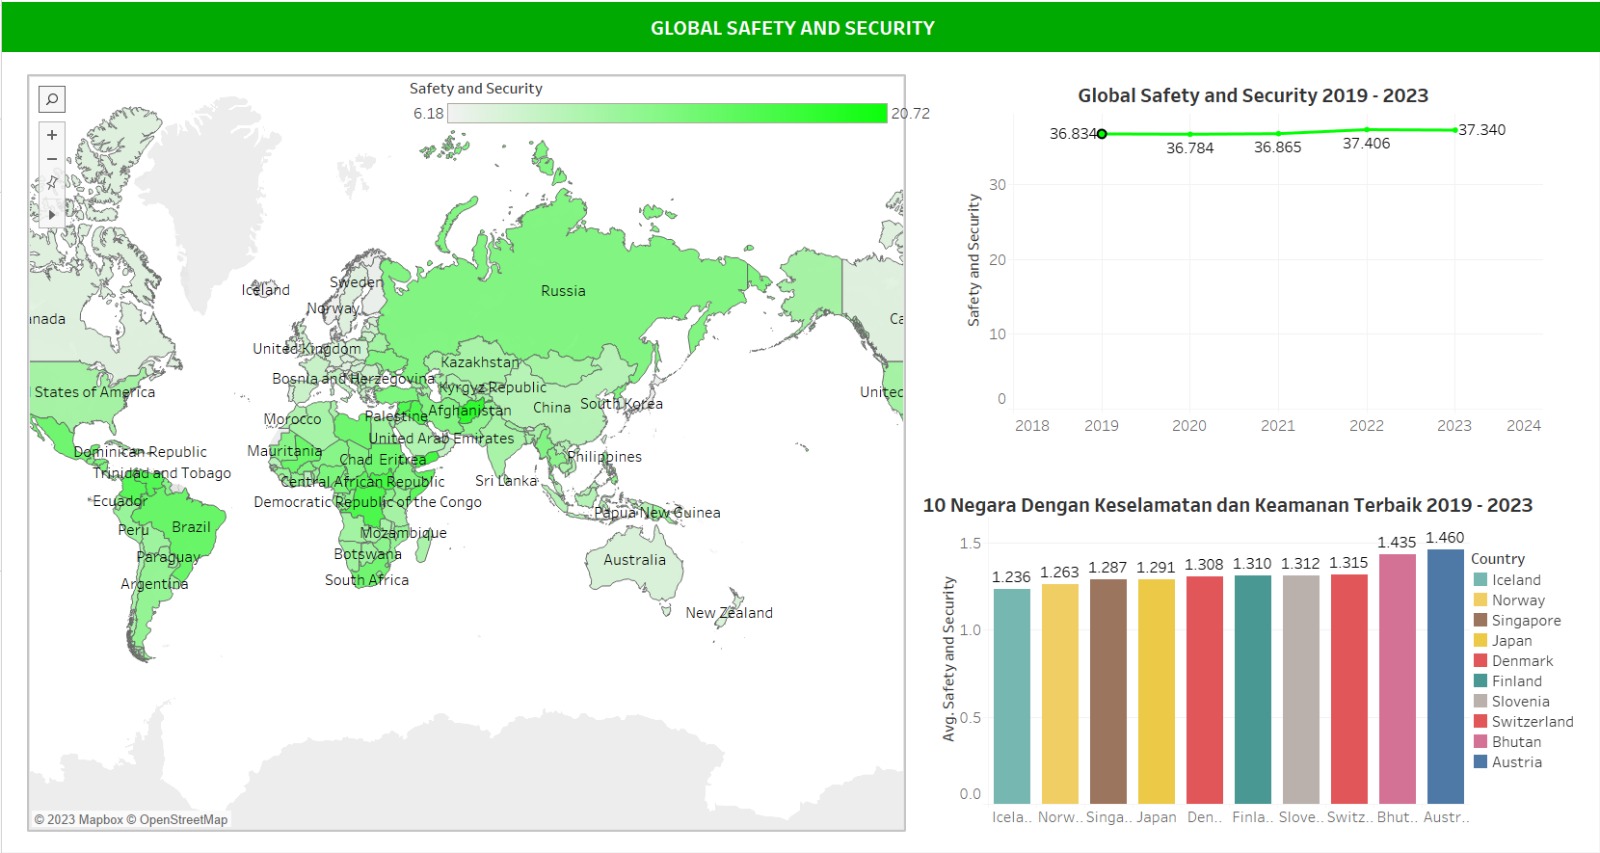 GLOBAL SAFETY AND SECURITY
Safety and Security
6.18
20.72
Iceland
Sweden
Norway
Russia
anada
Ca
United Kingdom
Kazakhstan
Bosnia and Herzegovina
Kyrgyz Republic
States of America
United
China
South Korea
Morocco
Palestine
Afghanistan
United Arab Emirates
Dominican Republic
Mauritania
Chad
Eritrea
Philippines
Trinidad and Tobago
Central African Republic
Sri Lanka
Ecuador
Democratic Republic of the Congo
Papua New Guinea
Peru
Brazil
Mozambique
Paraguay
Botswana
Australia
Argentina
South Africa
New Zealand
© 2023 Mapbox © OpenStreetMap
Global Safety and Security 2019 - 2023
36.834
36.784
36.865
37.406
37.340
Safety and Security
30
20
10
0
2018 2019 2020 2021 2022 2023 2024
10 Negara Dengan Keselamatan dan Keamanan Terbaik 2019 - 2023
Avg. Safety and Security
1.5
1.0
0.5
0.0
1.236 1.263 1.287 1.291 1.308 1.310 1.312 1.315 1.435 1.460
Icela.. Norw.. Singa.. Japan Den.. Finla.. Slove.. Switz.. Bhut.. Austr..
Country
Iceland
Norway
Singapore
Japan
Denmark
Finland
Slovenia
Switzerland
Bhutan
Austria